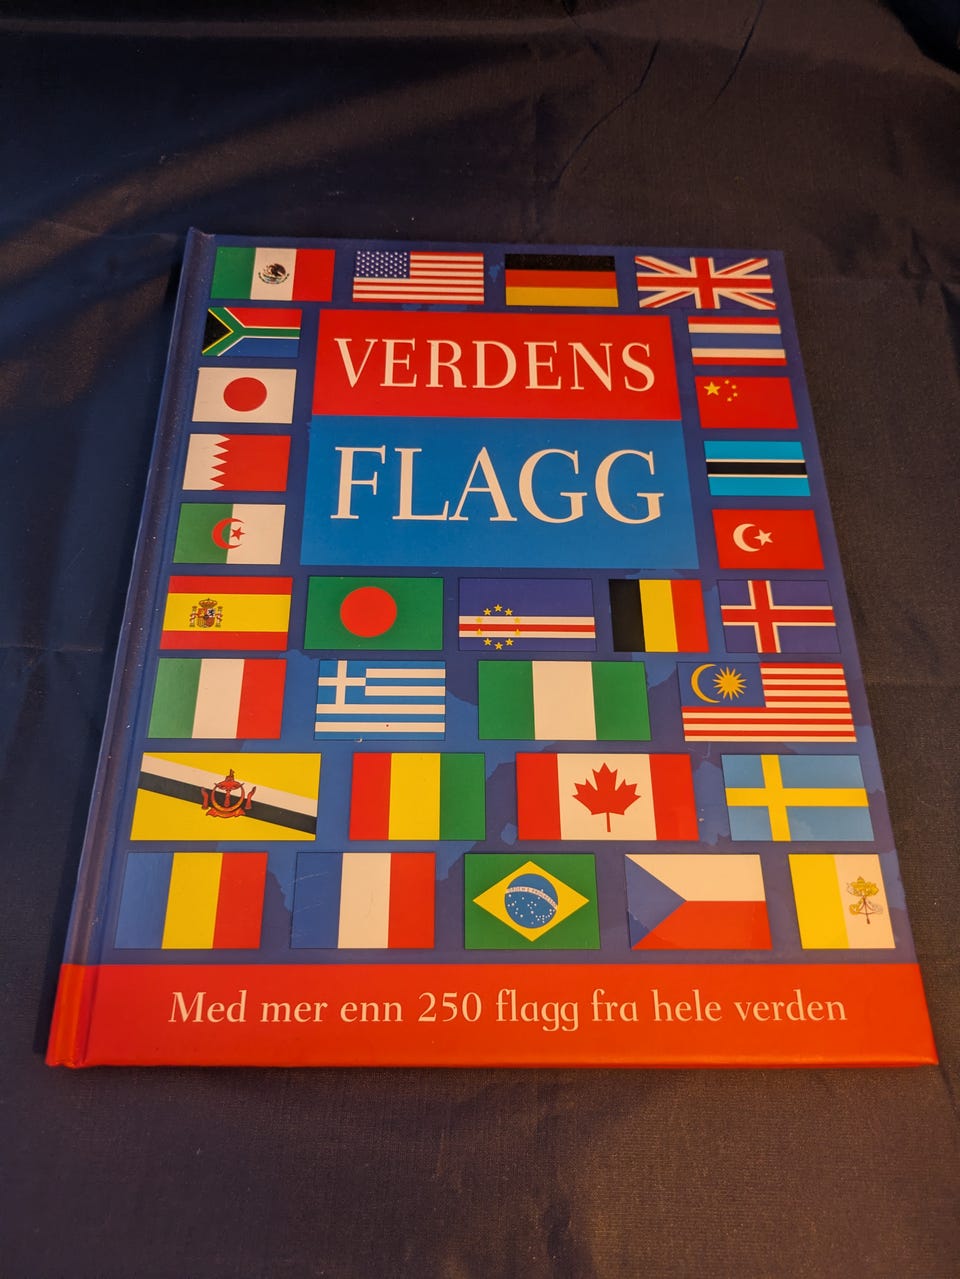 VERDENS
FLAGG
Med mer enn 250 flagg fra hele verden